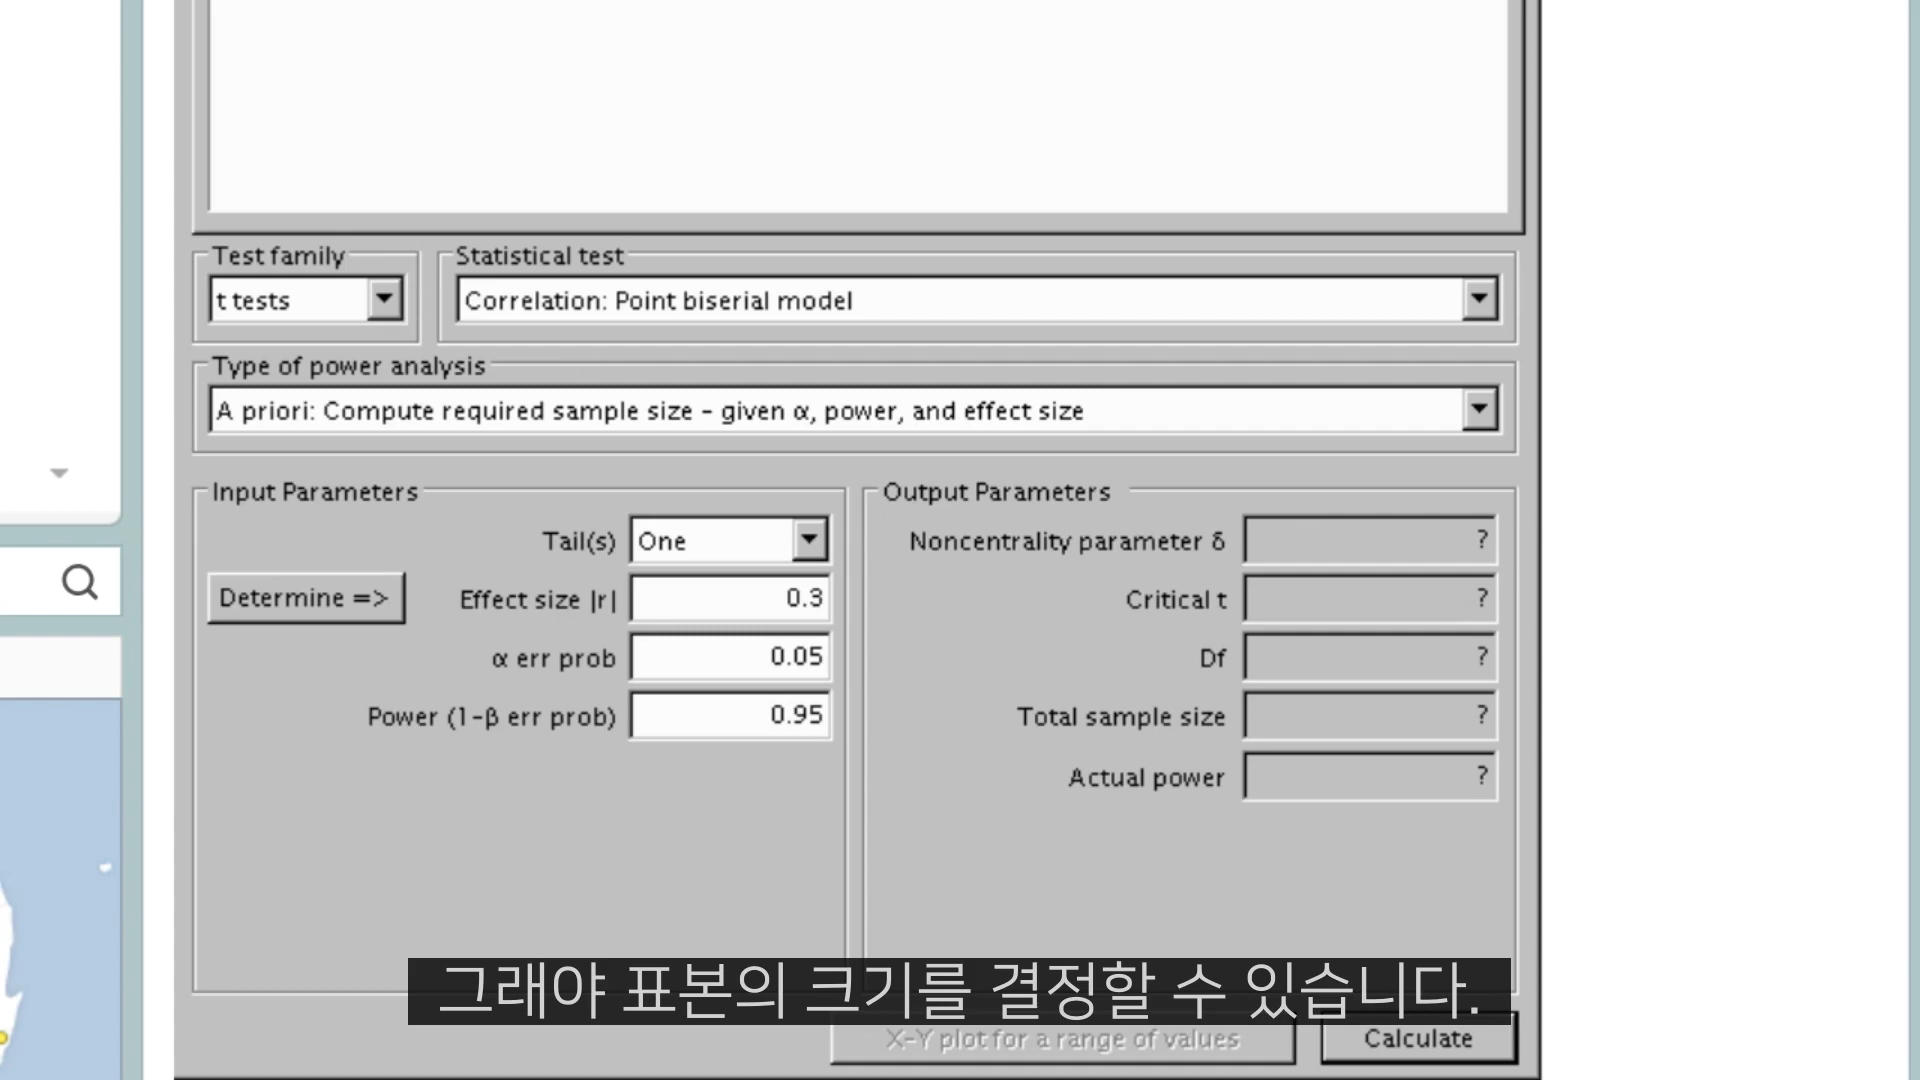 Test family
Statistical test
t tests
Correlation: Point biserial model
Type of power analysis
A priori: Compute required sample size - given α, power, and effect size
Input Parameters
Tail(s) One
Determine => Effect size |r| 0.3
α err prob 0.05
Power (1-β err prob) 0.95
Output Parameters
Noncentrality parameter δ ?
Critical t ?
Df ?
Total sample size ?
Actual power ?
그래야 표본의 크기를 결정할 수 있습니다.
X-Y plot for a range of values
Calculate